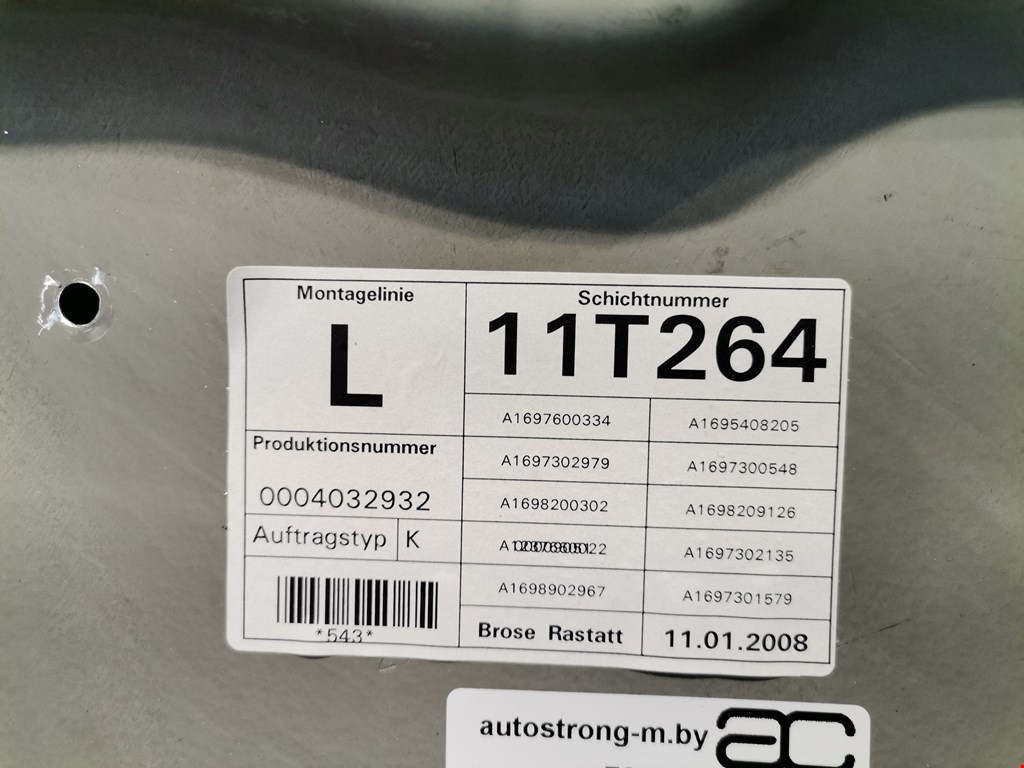 Montagelinie
L
Schichtnummer
11T264
Produktionsnummer
0004032932
Auftragstyp K
*543*
A1697600334 A1695408205
A1697302979 A1697300548
A1698200302 A1698209126
A1697302135
A1698902967 A1697301579
Brose Rastatt 11.01.2008
autostrong-m.by ac